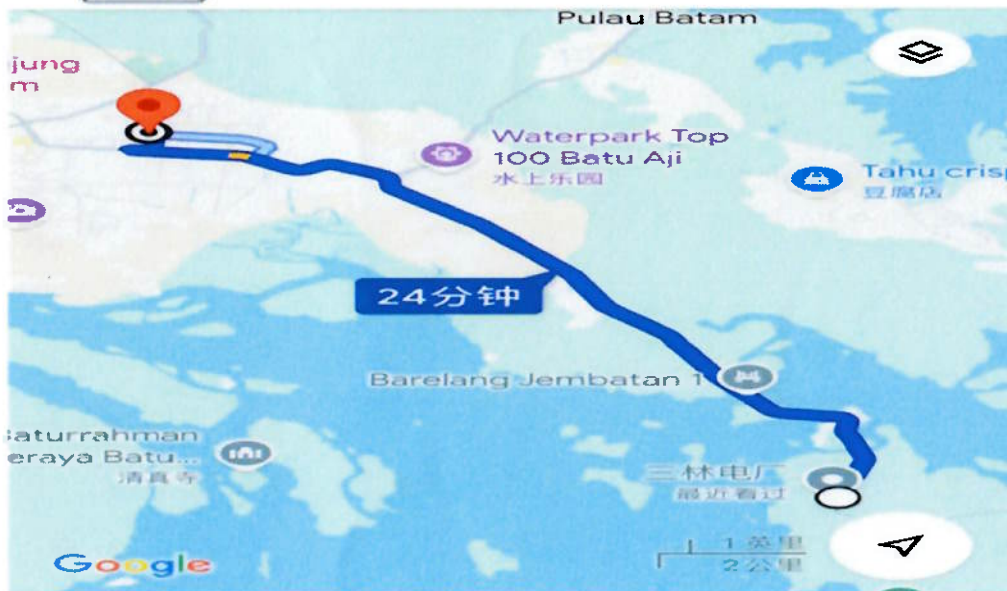 Pulau Batam
jung
m
Waterpark Top
100 Batu Aji
水上乐园
Tahu crisp
豆腐店
24分钟
Barelang Jembatan 1
Baturrahman
eraya Batu...
清真寺
三林电厂
最近看过
1 英里
2 公里
Google